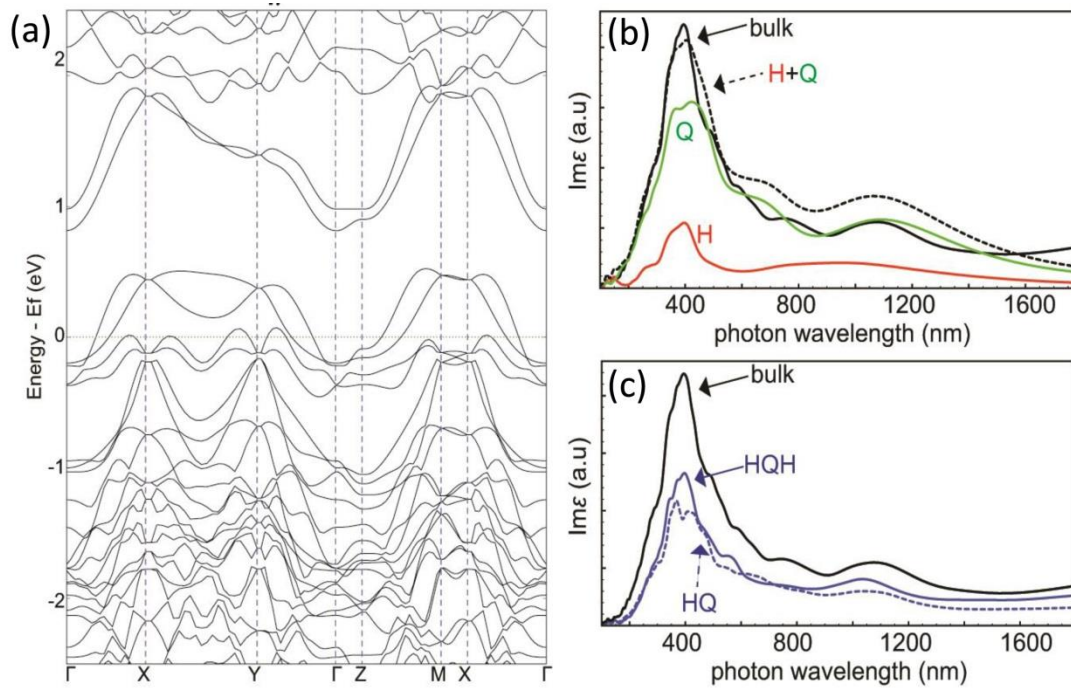 (a)
2
1
0
-1
-2
Energy - Ef (eV)
Γ X Y Γ Z M X Γ
(b)
bulk
H+Q
Q
H
Imε (a.u)
400 800 1200 1600
photon wavelength (nm)
(c)
bulk
HQH
HQ
Imε (a.u)
400 800 1200 1600
photon wavelength (nm)